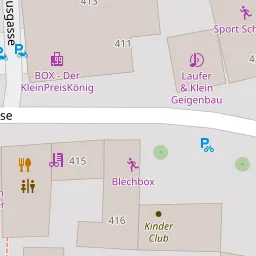 usgasse
413
Sport Sch
411
BOX - Der
KleinPreisKönig
Laufer
& Klein
Geigenbau
se
415
Blechbox
416
Kinder
Club